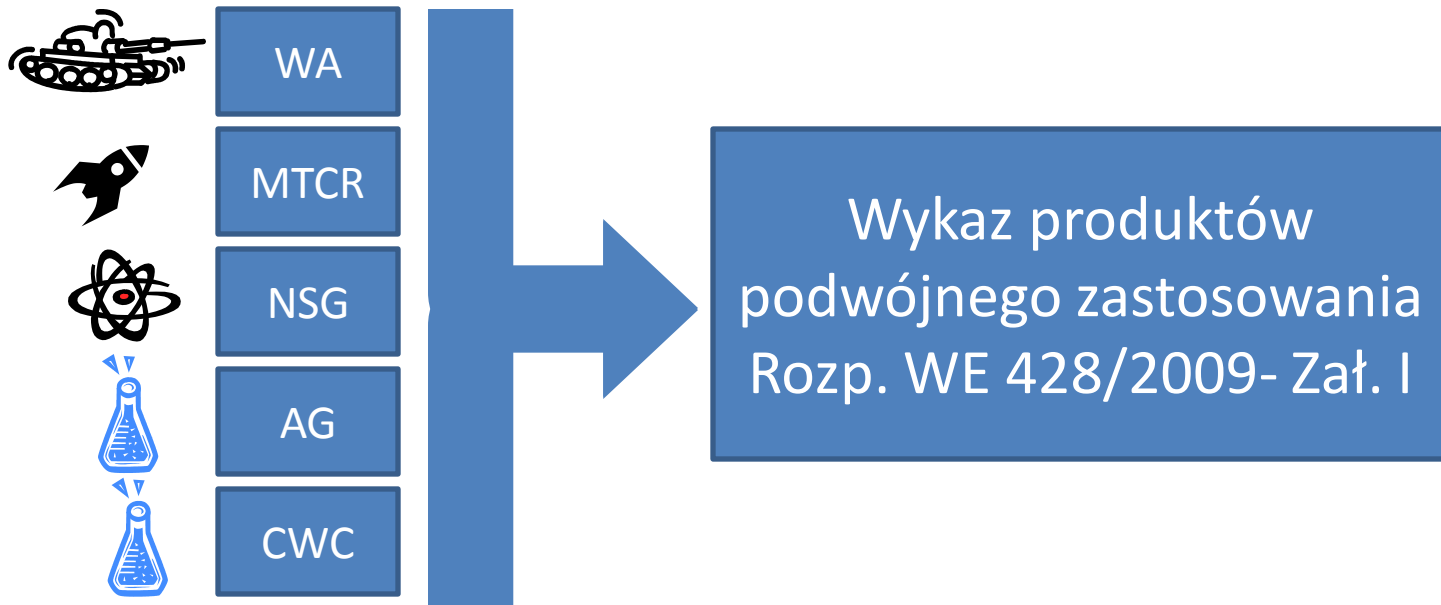 WA
MTCR
NSG
AG
CWC
Wykaz produktów
podwójnego zastosowania
Rozp. WE 428/2009- Zał. I